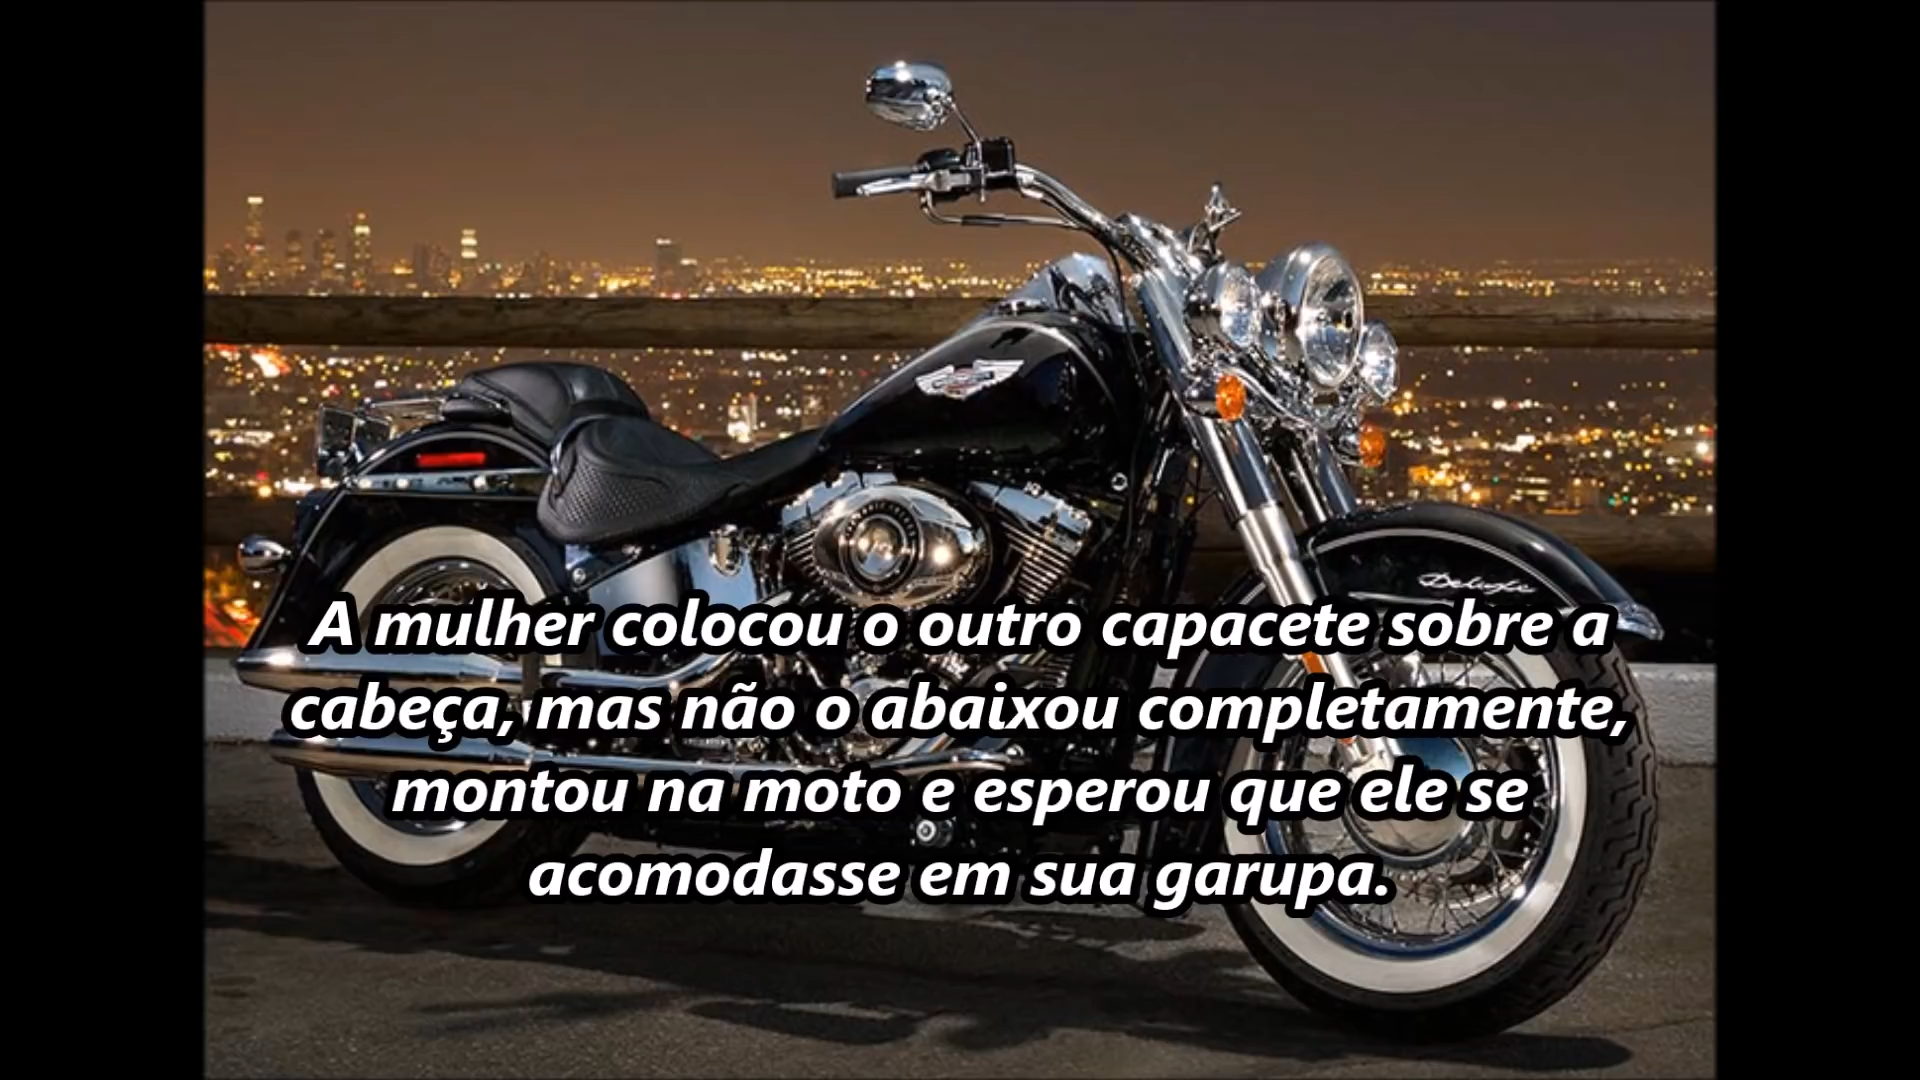 Deluxe
A mulher colocou o outro capacete sobre a
cabeça, mas não o abaixou completamente,
montou na moto e esperou que ele se
acomodasse em sua garupa.